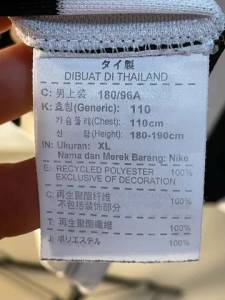 タイ製
DIBUAT DI THAILAND
C: 男上装 180/96A
K: 호칭(Generic): 110
가슴둘레(Chest): 110cm
신 장(Height): 180-190cm
IN: Ukuran: XL
Nama dan Merek Barang: Nike
E: RECYCLED POLYESTER 100%
EXCLUSIVE OF DECORATION
C: 再生聚酯纤维 100%
不包括装饰部分
T: 再生聚酯纖維 100%
J: ポリエステル 100%